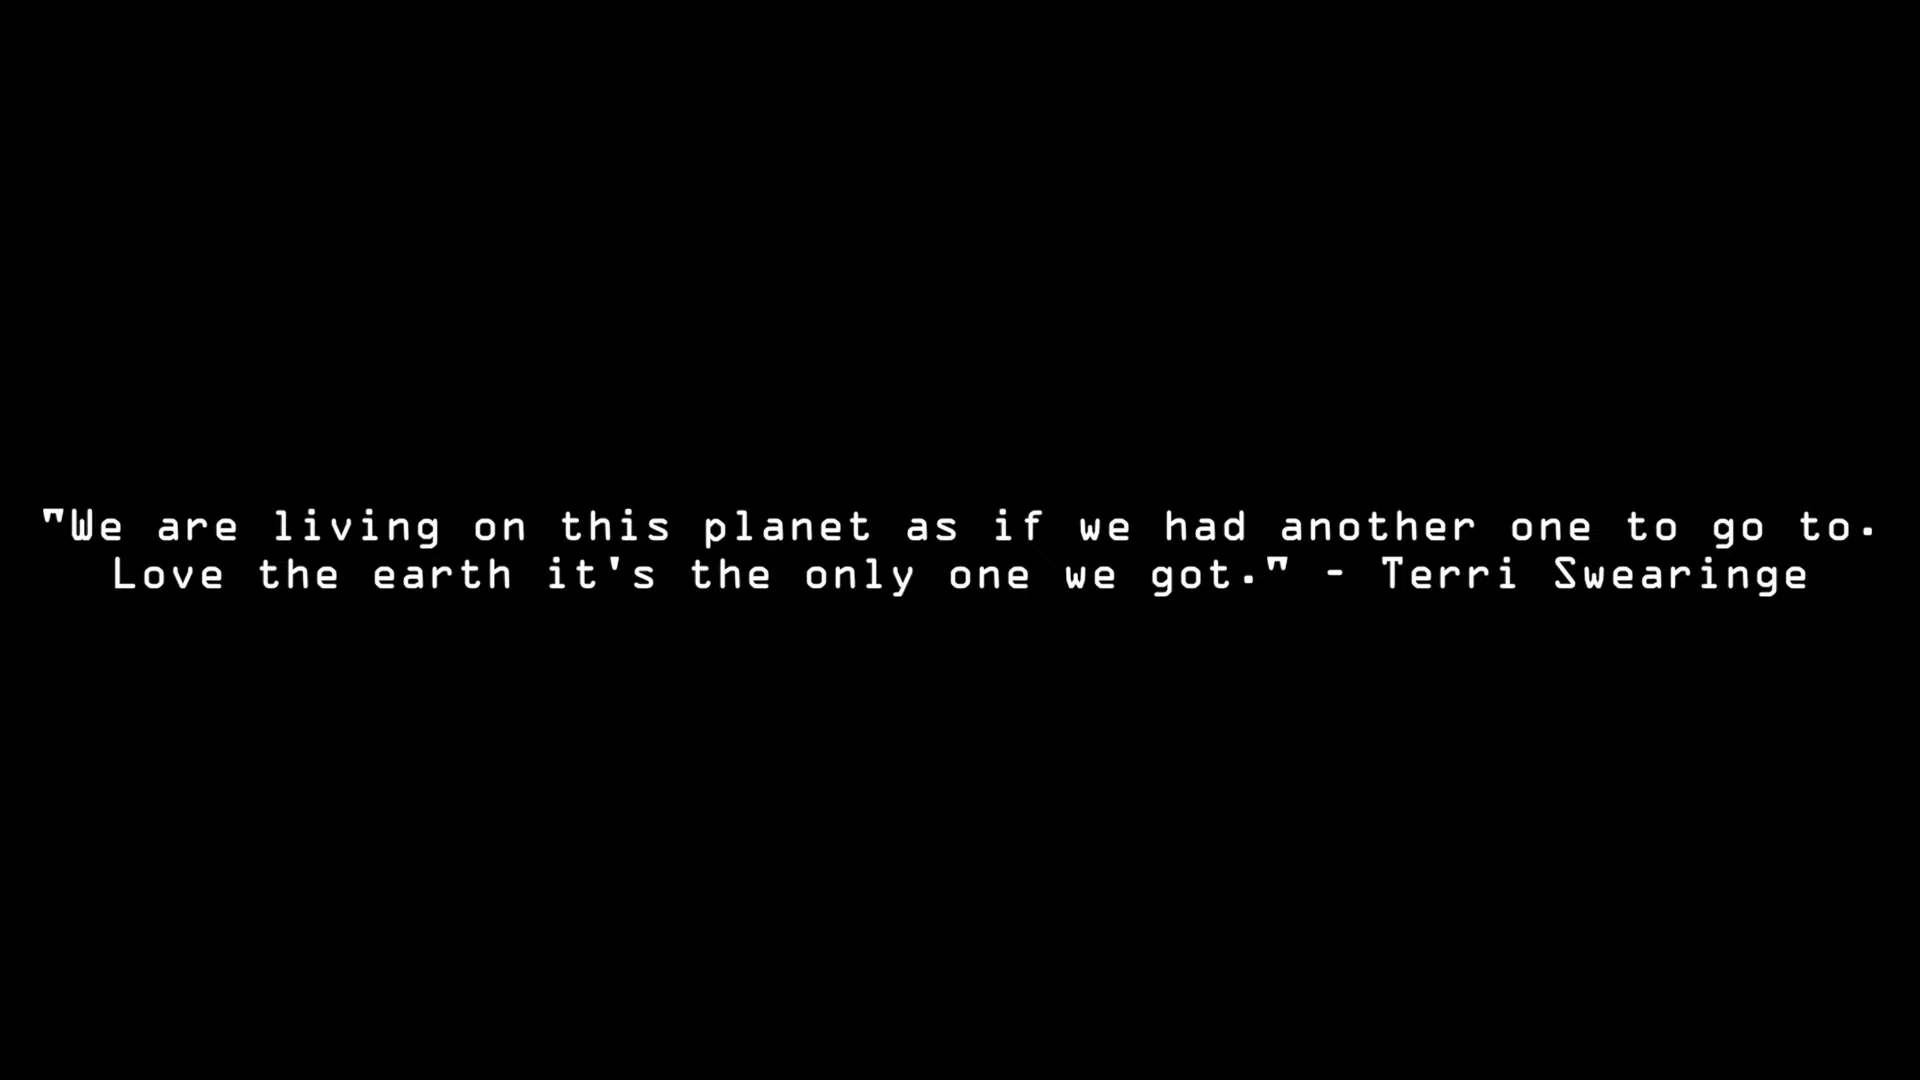 "We are living on this planet as if we had another one to go to.
Love the earth it's the only one we got." - Terri Swearinge